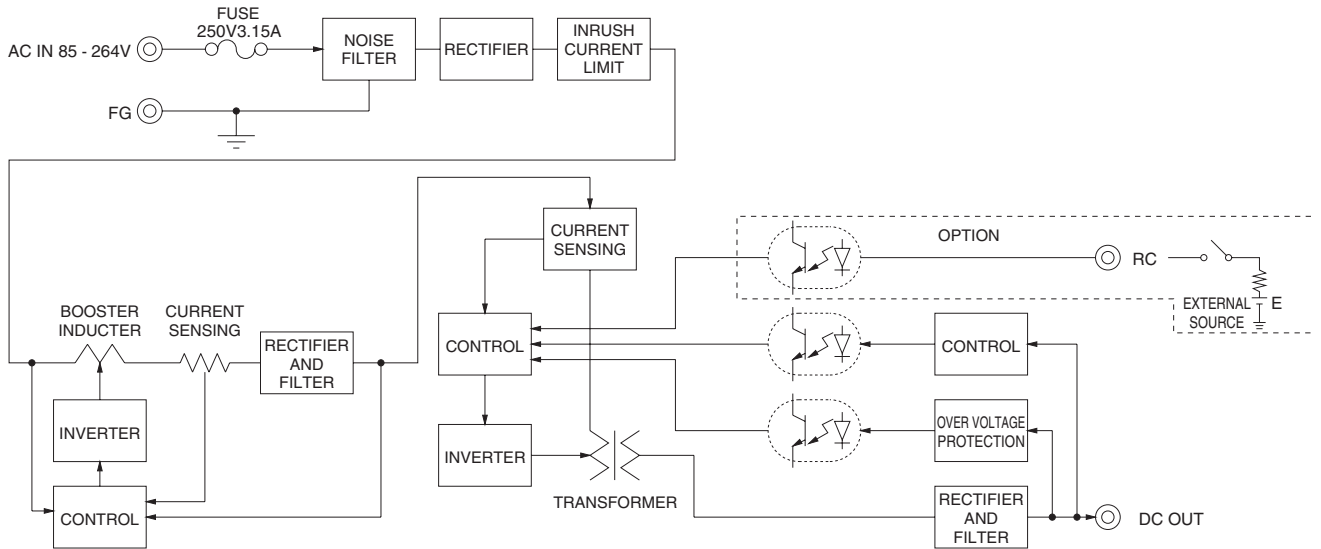 FUSE
250V3.15A
AC IN 85 - 264V
NOISE
FILTER
RECTIFIER
INRUSH
CURRENT
LIMIT
FG
CURRENT
SENSING
OPTION
RC
EXTERNAL
SOURCE
E
BOOSTER
INDUCTER
CURRENT
SENSING
RECTIFIER
AND
FILTER
CONTROL
CONTROL
INVERTER
INVERTER
OVER VOLTAGE
PROTECTION
TRANSFORMER
CONTROL
RECTIFIER
AND
FILTER
DC OUT